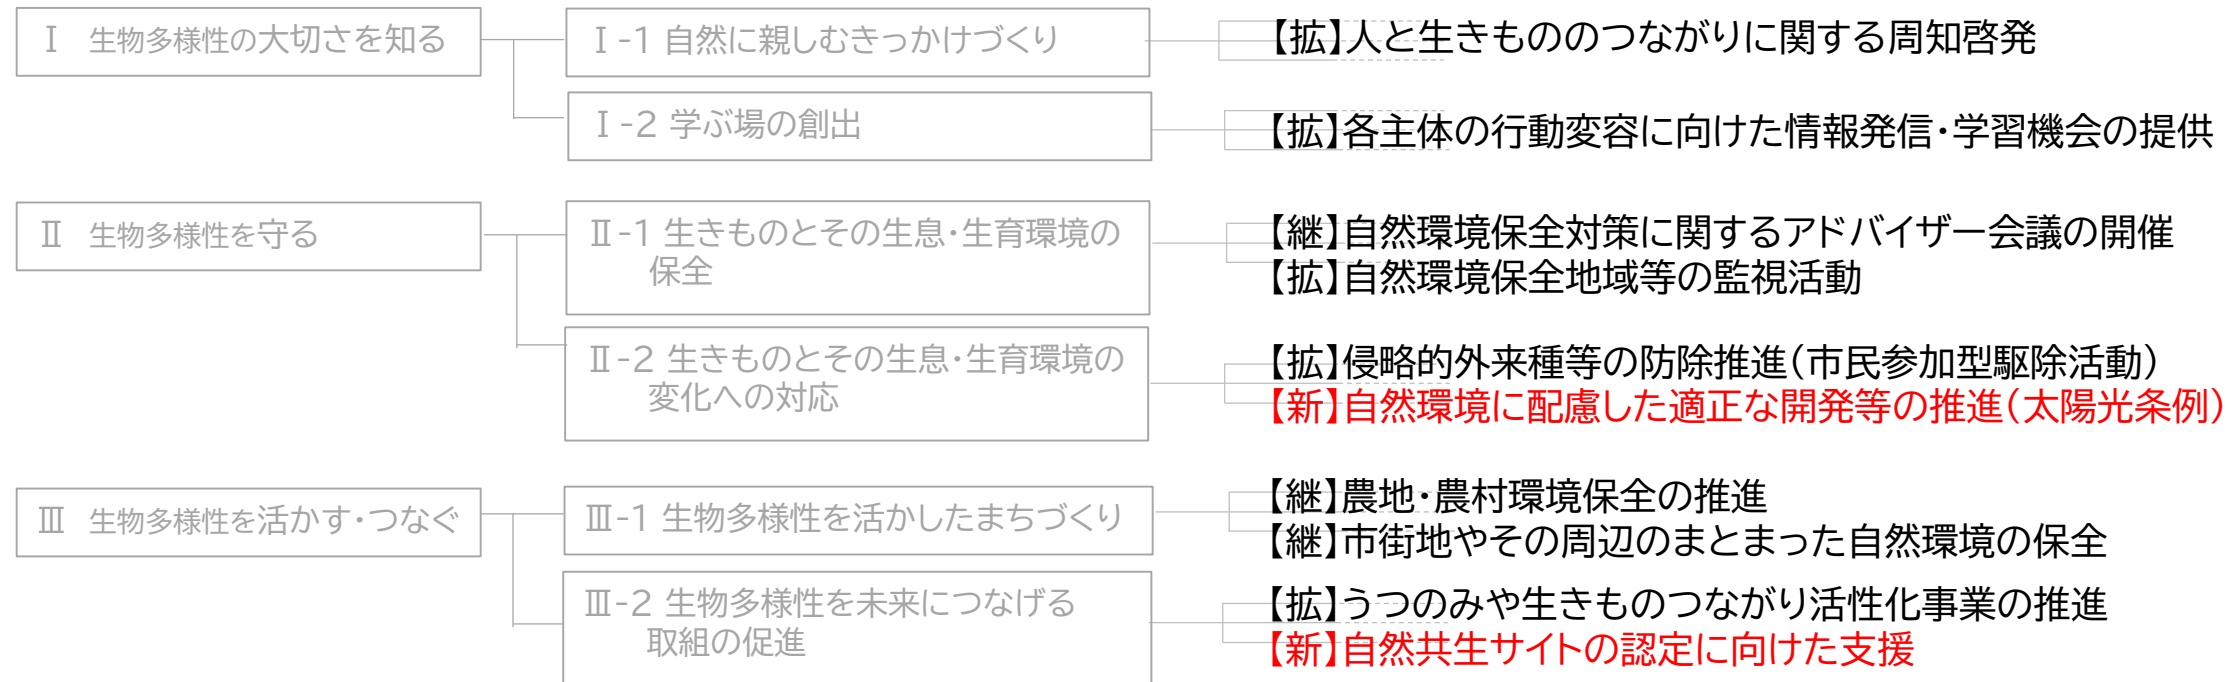 Ⅰ 生物多様性の大切さを知る
Ⅰ-1 自然に親しむきっかけづくり
【拡】人と生きもののつながりに関する周知啓発
Ⅰ-2 学ぶ場の創出
【拡】各主体の行動変容に向けた情報発信・学習機会の提供
Ⅱ 生物多様性を守る
Ⅱ-1 生きものとその生息・生育環境の
保全
【継】自然環境保全対策に関するアドバイザー会議の開催
【拡】自然環境保全地域等の監視活動
Ⅱ-2 生きものとその生息・生育環境の
変化への対応
【拡】侵略的外来種等の防除推進(市民参加型駆除活動)
【新】自然環境に配慮した適正な開発等の推進(太陽光条例)
Ⅲ 生物多様性を活かす・つなぐ
Ⅲ-1 生物多様性を活かしたまちづくり
【継】農地・農村環境保全の推進
【継】市街地やその周辺のまとまった自然環境の保全
Ⅲ-2 生物多様性を未来につなげる
取組の促進
【拡】うつのみや生きものつながり活性化事業の推進
【新】自然共生サイトの認定に向けた支援